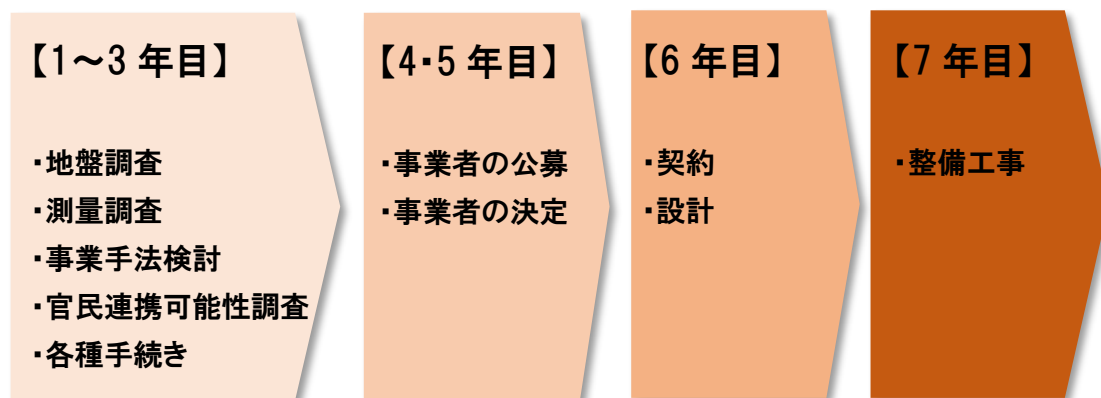 【1～3 年目】
・地盤調査
・測量調査
・事業手法検討
・官民連携可能性調査
・各種手続き
【4・5 年目】
・事業者の公募
・事業者の決定
【6 年目】
・契約
・設計
【7 年目】
・整備工事